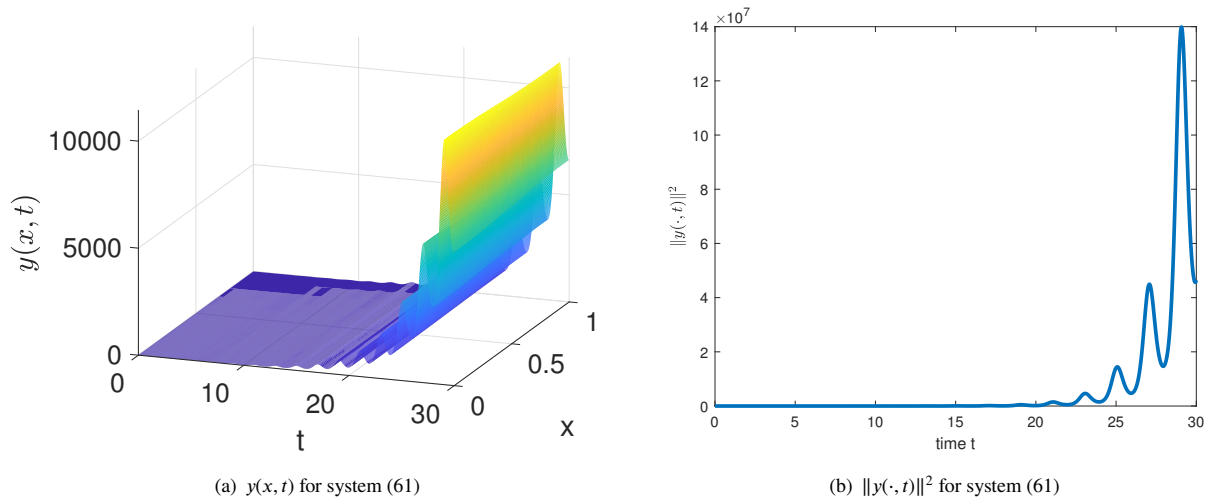 10000
5000
0
y(x, t)
0
10
20
30
t
0
0.5
1
x
(a) y(x, t) for system (61)
×10⁷
14
12
10
8
6
4
2
0
‖y(·, t)‖²
0 5 10 15 20 25 30
time t
(b) ‖y(·, t)‖² for system (61)